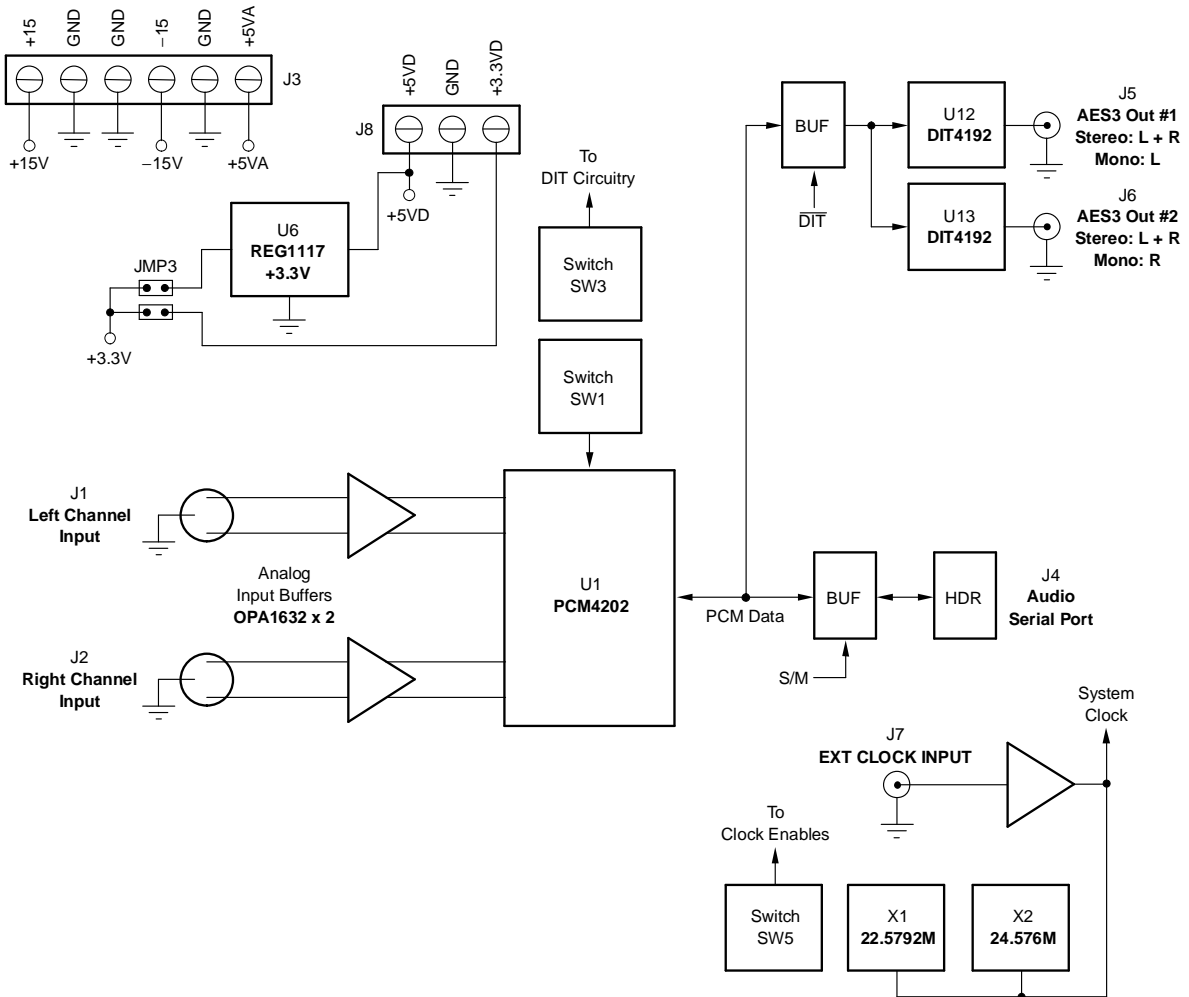 +15
GND
GND
–15
GND
+5VA
J3
+15V
–15V
+5VA
+5VD
GND
+3.3VD
J8
+5VD
U6
REG1117
+3.3V
JMP3
+3.3V
To
DIT Circuitry
Switch
SW3
Switch
SW1
BUF
DIT
U12
DIT4192
U13
DIT4192
J5
AES3 Out #1
Stereo: L + R
Mono: L
J6
AES3 Out #2
Stereo: L + R
Mono: R
J1
Left Channel
Input
Analog
Input Buffers
OPA1632 x 2
J2
Right Channel
Input
U1
PCM4202
PCM Data
BUF
S/M
HDR
J4
Audio
Serial Port
System
Clock
J7
EXT CLOCK INPUT
To
Clock Enables
Switch
SW5
X1
22.5792M
X2
24.576M